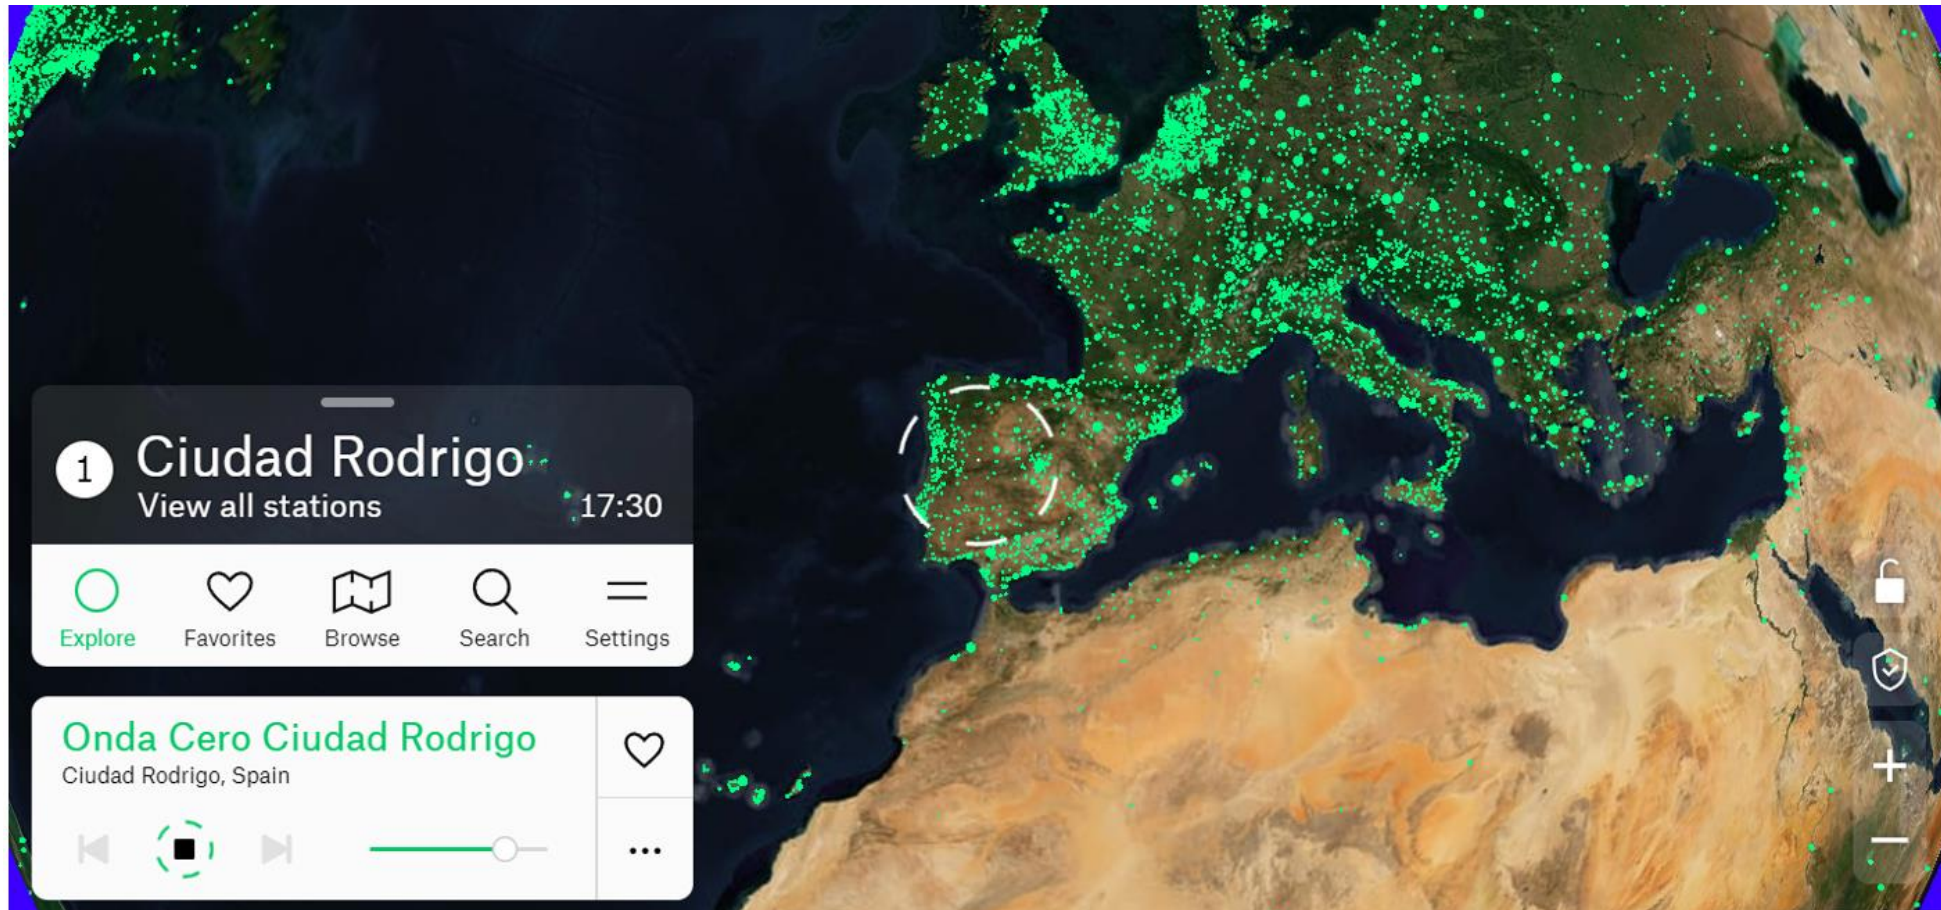 1
Ciudad Rodrigo
View all stations
17:30
Explore
Favorites
Browse
Search
Settings
Onda Cero Ciudad Rodrigo
Ciudad Rodrigo, Spain